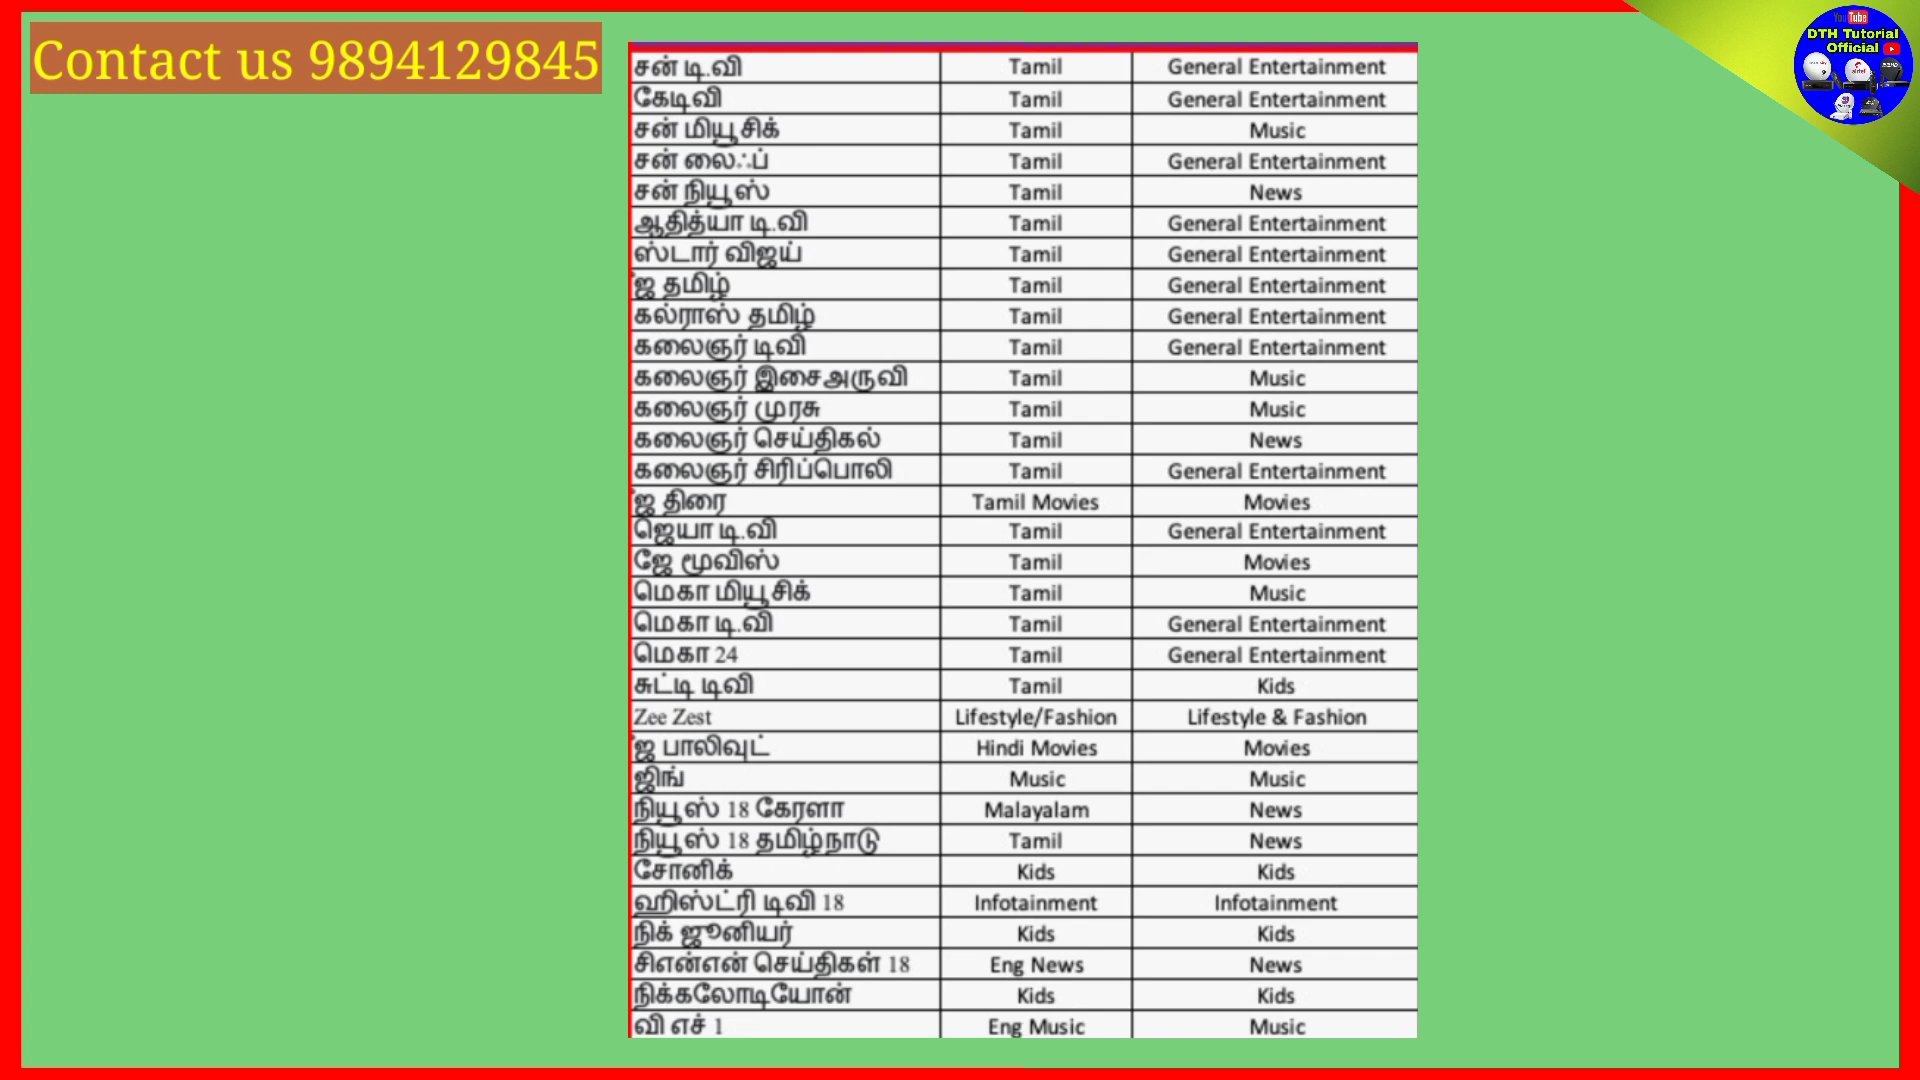 Contact us 9894129845
YouTube
DTH Tutorial
Official
சன் டி.வி Tamil General Entertainment
கேடிவி Tamil General Entertainment
சன் மியூசிக் Tamil Music
சன் லைஃப் Tamil General Entertainment
சன் நியூஸ் Tamil News
ஆதித்யா டி.வி Tamil General Entertainment
ஸ்டார் விஜய் Tamil General Entertainment
ஜீ தமிழ் Tamil General Entertainment
கல்ராஸ் தமிழ் Tamil General Entertainment
கலைஞர் டிவி Tamil General Entertainment
கலைஞர் இசைஅருவி Tamil Music
கலைஞர் முரசு Tamil Music
கலைஞர் செய்திகல் Tamil News
கலைஞர் சிரிப்பொலி Tamil General Entertainment
ஜீ திரை Tamil Movies Movies
ஜெயா டி.வி Tamil General Entertainment
ஜே மூவிஸ் Tamil Movies
மெகா மியூசிக் Tamil Music
மெகா டி.வி Tamil General Entertainment
மெகா 24 Tamil General Entertainment
சுட்டி டிவி Tamil Kids
Zee Zest Lifestyle/Fashion Lifestyle & Fashion
ஜீ பாலிவுட் Hindi Movies Movies
ஜிங் Music Music
நியூஸ் 18 கேரளா Malayalam News
நியூஸ் 18 தமிழ்நாடு Tamil News
சோனிக் Kids Kids
ஹிஸ்ட்ரி டிவி 18 Infotainment Infotainment
நிக் ஜூனியர் Kids Kids
சிஎன்என் செய்திகள் 18 Eng News News
நிக்கலோடியோன் Kids Kids
வி எச் 1 Eng Music Music